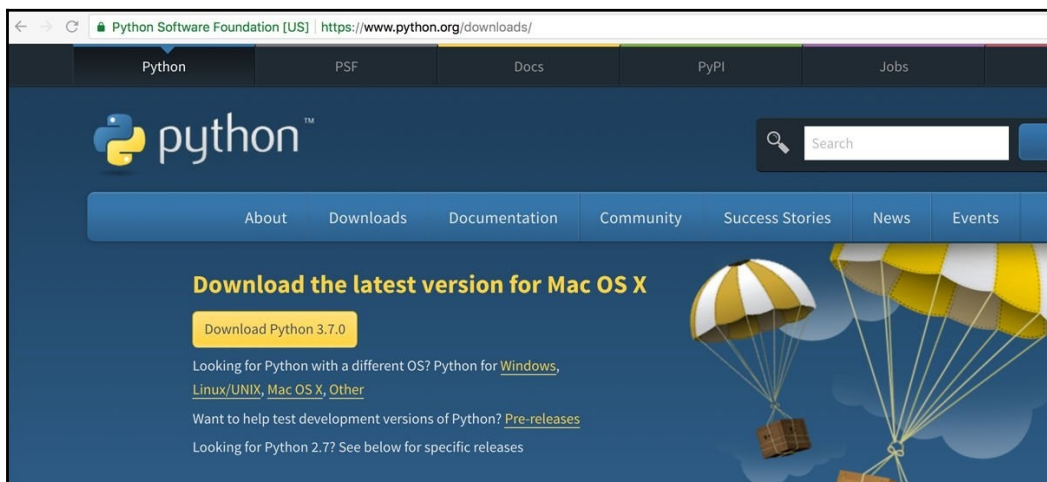 Python Software Foundation [US] | https://www.python.org/downloads/
Python PSF Docs PyPI Jobs
python™
Search
About Downloads Documentation Community Success Stories News Events
Download the latest version for Mac OS X
Download Python 3.7.0
Looking for Python with a different OS? Python for Windows,
Linux/UNIX, Mac OS X, Other
Want to help test development versions of Python? Pre-releases
Looking for Python 2.7? See below for specific releases